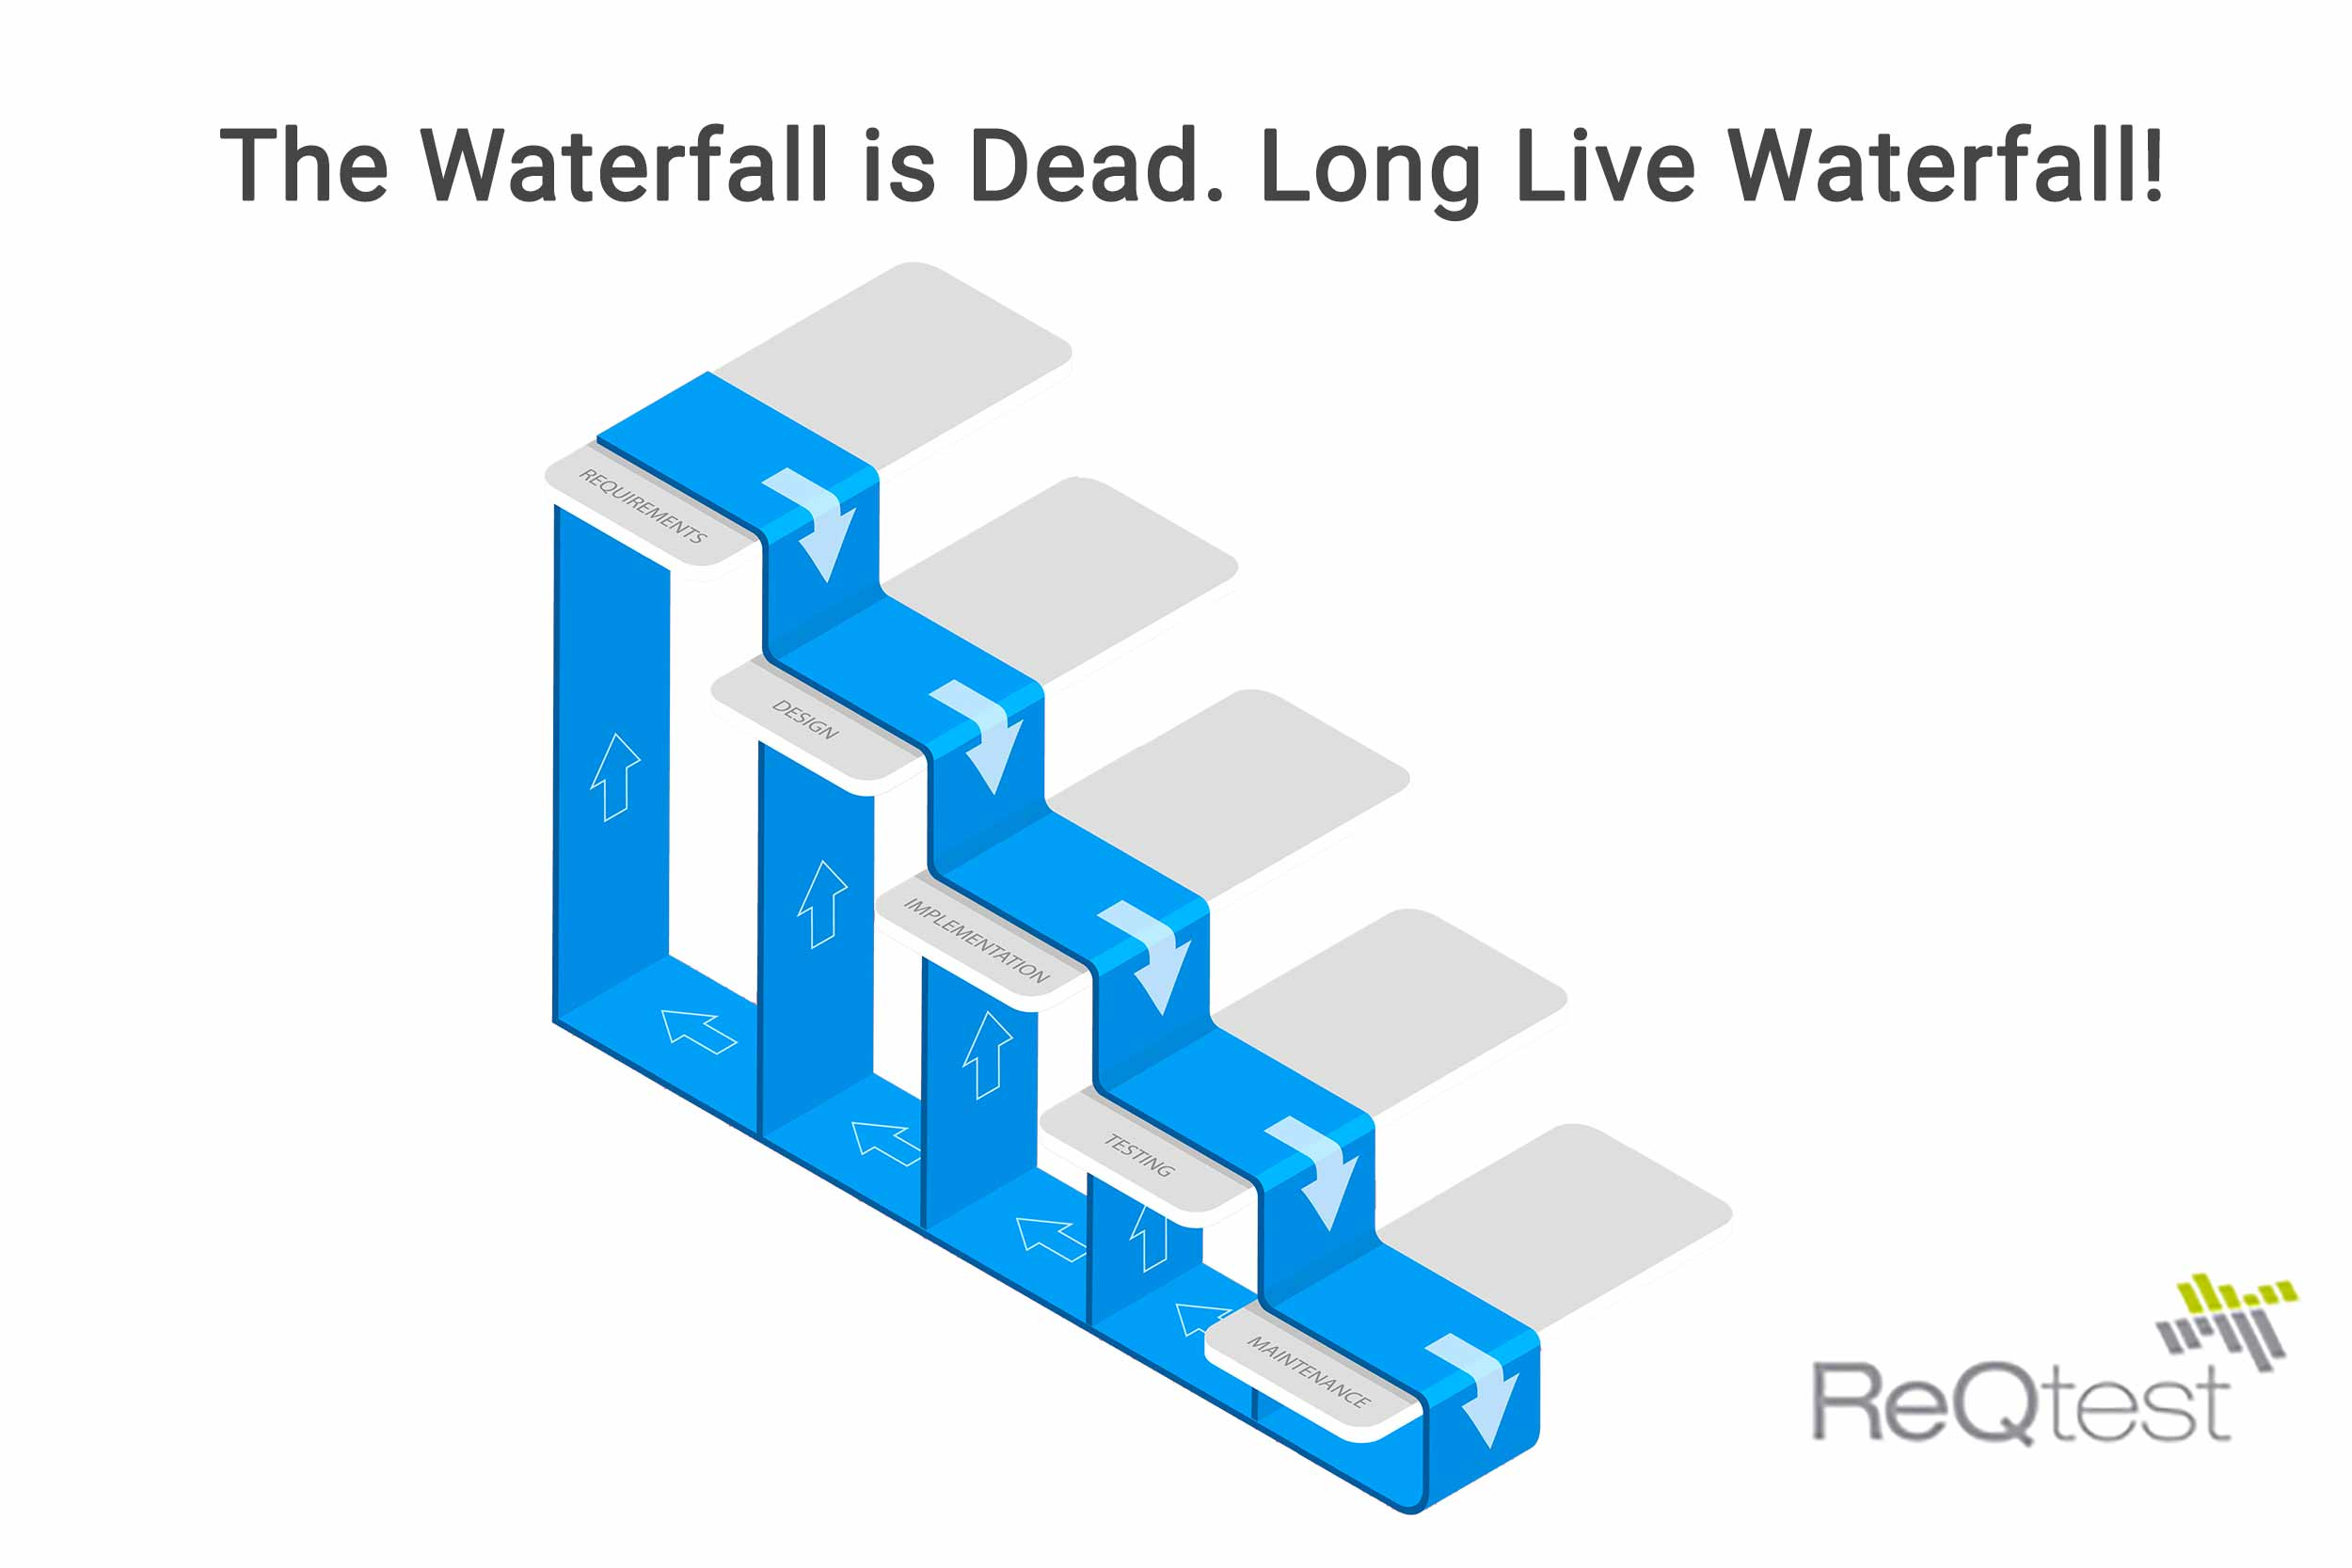 The Waterfall is Dead. Long Live Waterfall!
REQUIREMENTS
DESIGN
IMPLEMENTATION
TESTING
MAINTENANCE
ReQtest